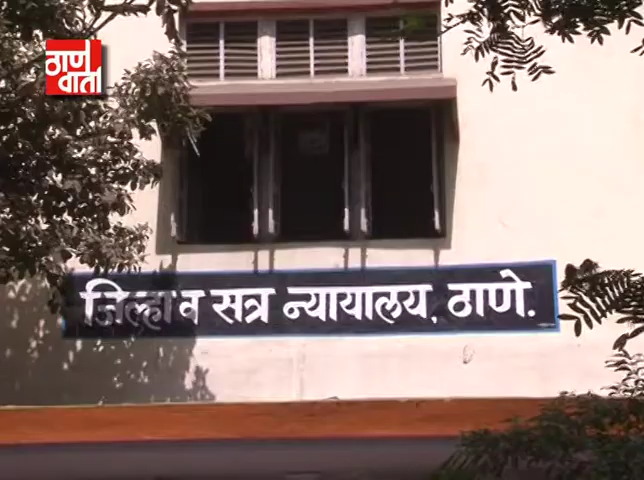 ठाणे
वार्ता
जिल्हा व सत्र न्यायालय, ठाणे.